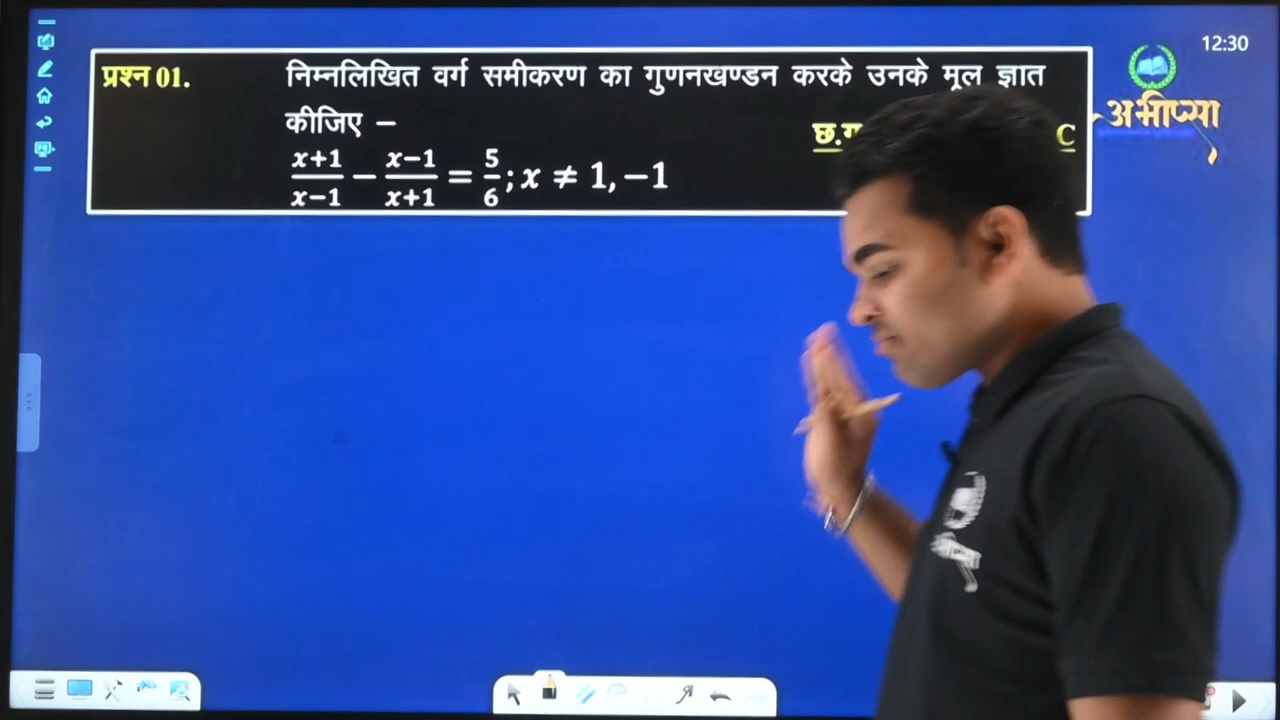 12:30
प्रश्न 01. निम्नलिखित वर्ग समीकरण का गुणनखण्डन करके उनके मूल ज्ञात
कीजिए –
x+1/x−1 − x−1/x+1 = 5/6; x ≠ 1, −1
अभीप्सा